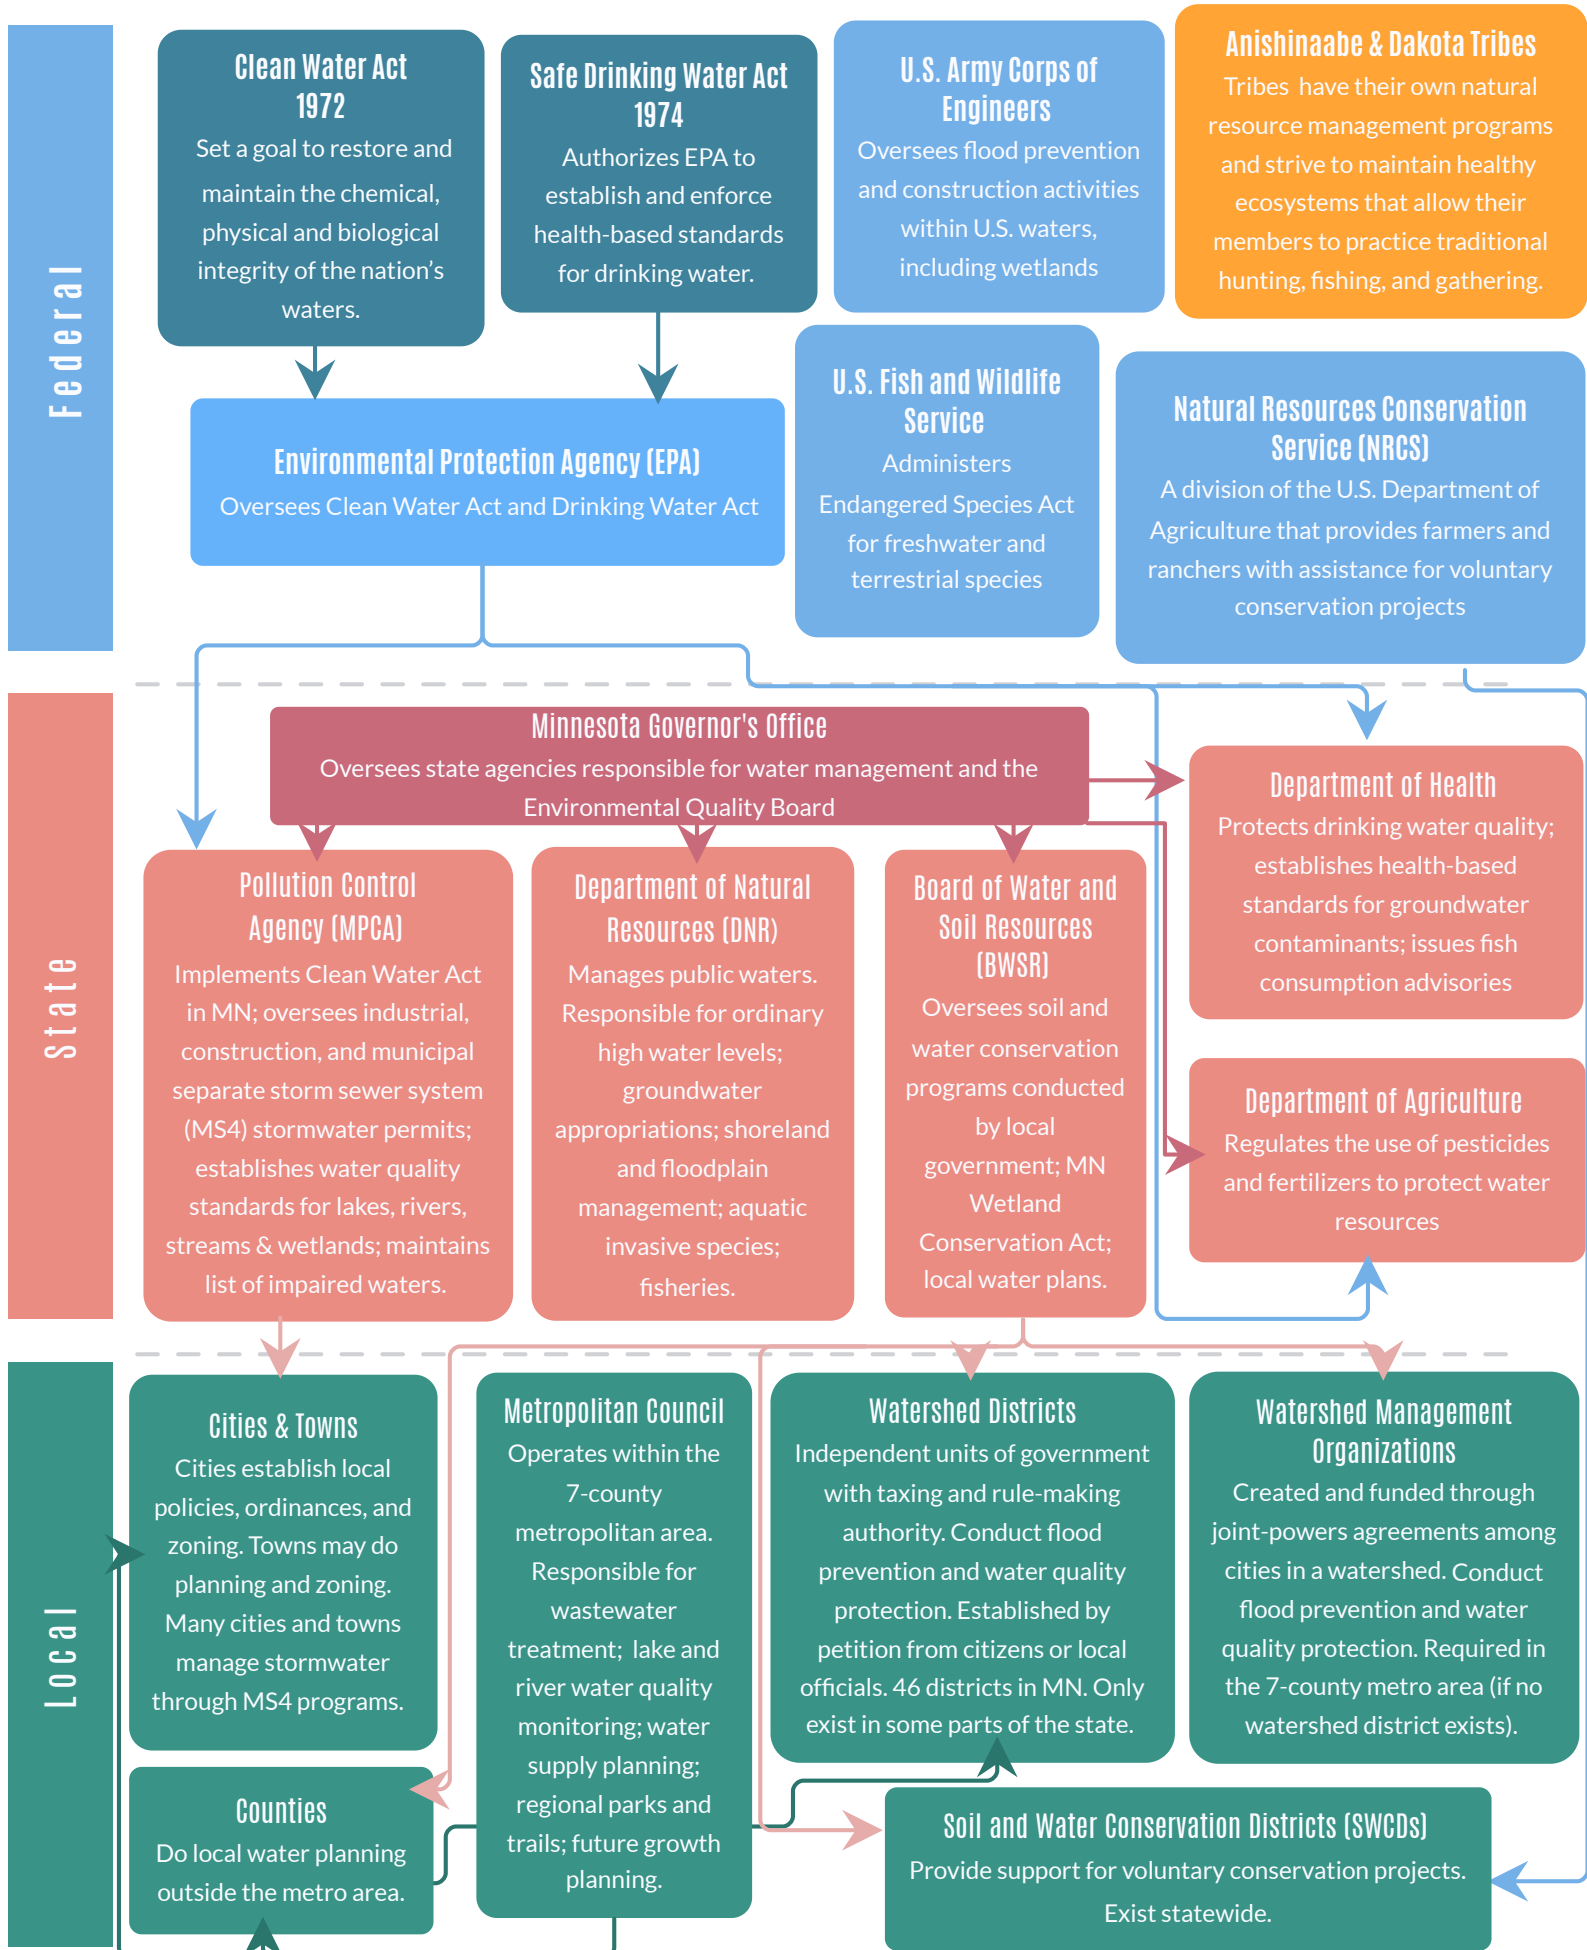 Federal
Clean Water Act
1972
Set a goal to restore and
maintain the chemical,
physical and biological
integrity of the nation's
waters.
Safe Drinking Water Act
1974
Authorizes EPA to
establish and enforce
health-based standards
for drinking water.
U.S. Army Corps of
Engineers
Oversees flood prevention
and construction activities
within U.S. waters,
including wetlands
Anishinaabe & Dakota Tribes
Tribes have their own natural
resource management programs
and strive to maintain healthy
ecosystems that allow their
members to practice traditional
hunting, fishing, and gathering.
Environmental Protection Agency (EPA)
Oversees Clean Water Act and Drinking Water Act
U.S. Fish and Wildlife
Service
Administers
Endangered Species Act
for freshwater and
terrestrial species
Natural Resources Conservation
Service (NRCS)
A division of the U.S. Department of
Agriculture that provides farmers and
ranchers with assistance for voluntary
conservation projects
State
Minnesota Governor's Office
Oversees state agencies responsible for water management and the
Environmental Quality Board
Department of Health
Protects drinking water quality;
establishes health-based
standards for groundwater
contaminants; issues fish
consumption advisories
Pollution Control
Agency (MPCA)
Implements Clean Water Act
in MN; oversees industrial,
construction, and municipal
separate storm sewer system
(MS4) stormwater permits;
establishes water quality
standards for lakes, rivers,
streams & wetlands; maintains
list of impaired waters.
Department of Natural
Resources (DNR)
Manages public waters.
Responsible for ordinary
high water levels;
groundwater
appropriations; shoreland
and floodplain
management; aquatic
invasive species;
fisheries.
Board of Water and
Soil Resources
(BWSR)
Oversees soil and
water conservation
programs conducted
by local
government; MN
Wetland
Conservation Act;
local water plans.
Department of Agriculture
Regulates the use of pesticides
and fertilizers to protect water
resources
Local
Cities & Towns
Cities establish local
policies, ordinances, and
zoning. Towns may do
planning and zoning.
Many cities and towns
manage stormwater
through MS4 programs.
Metropolitan Council
Operates within the
7-county
metropolitan area.
Responsible for
wastewater
treatment; lake and
river water quality
monitoring; water
supply planning;
regional parks and
trails; future growth
planning.
Watershed Districts
Independent units of government
with taxing and rule-making
authority. Conduct flood
prevention and water quality
protection. Established by
petition from citizens or local
officials. 46 districts in MN. Only
exist in some parts of the state.
Watershed Management
Organizations
Created and funded through
joint-powers agreements among
cities in a watershed. Conduct
flood prevention and water
quality protection. Required in
the 7-county metro area (if no
watershed district exists).
Counties
Do local water planning
outside the metro area.
Soil and Water Conservation Districts (SWCDs)
Provide support for voluntary conservation projects.
Exist statewide.